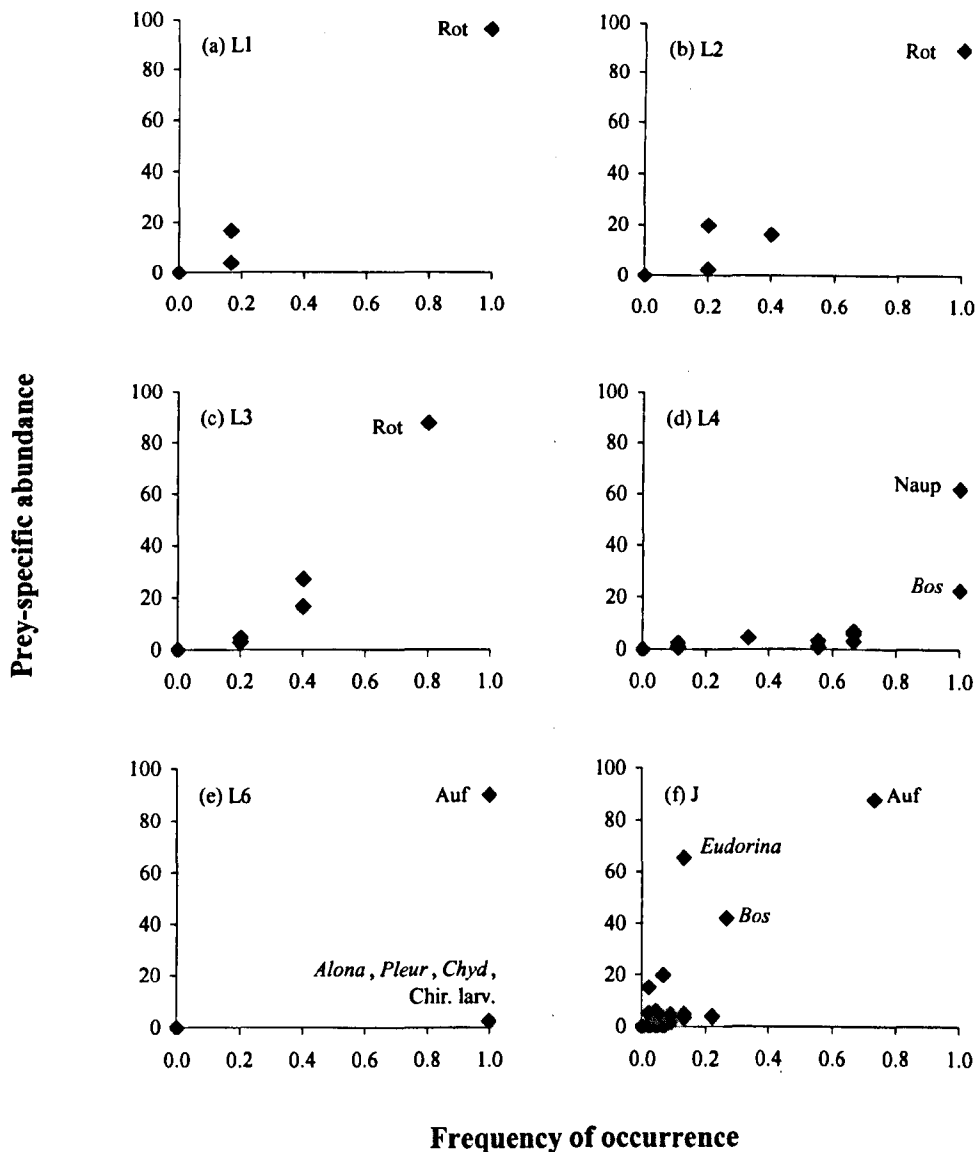 (a) L1
Rot
100
80
60
40
20
0
0.0 0.2 0.4 0.6 0.8 1.0
(b) L2
Rot
100
80
60
40
20
0
0.0 0.2 0.4 0.6 0.8 1.0
(c) L3
Rot
100
80
60
40
20
0
0.0 0.2 0.4 0.6 0.8 1.0
(d) L4
Naup
Bos
100
80
60
40
20
0
0.0 0.2 0.4 0.6 0.8 1.0
(e) L6
Auf
Alona, Pleur, Chyd,
Chir. larv.
100
80
60
40
20
0
0.0 0.2 0.4 0.6 0.8 1.0
(f) J
Auf
Eudorina
Bos
100
80
60
40
20
0
0.0 0.2 0.4 0.6 0.8 1.0
Prey-specific abundance
Frequency of occurrence